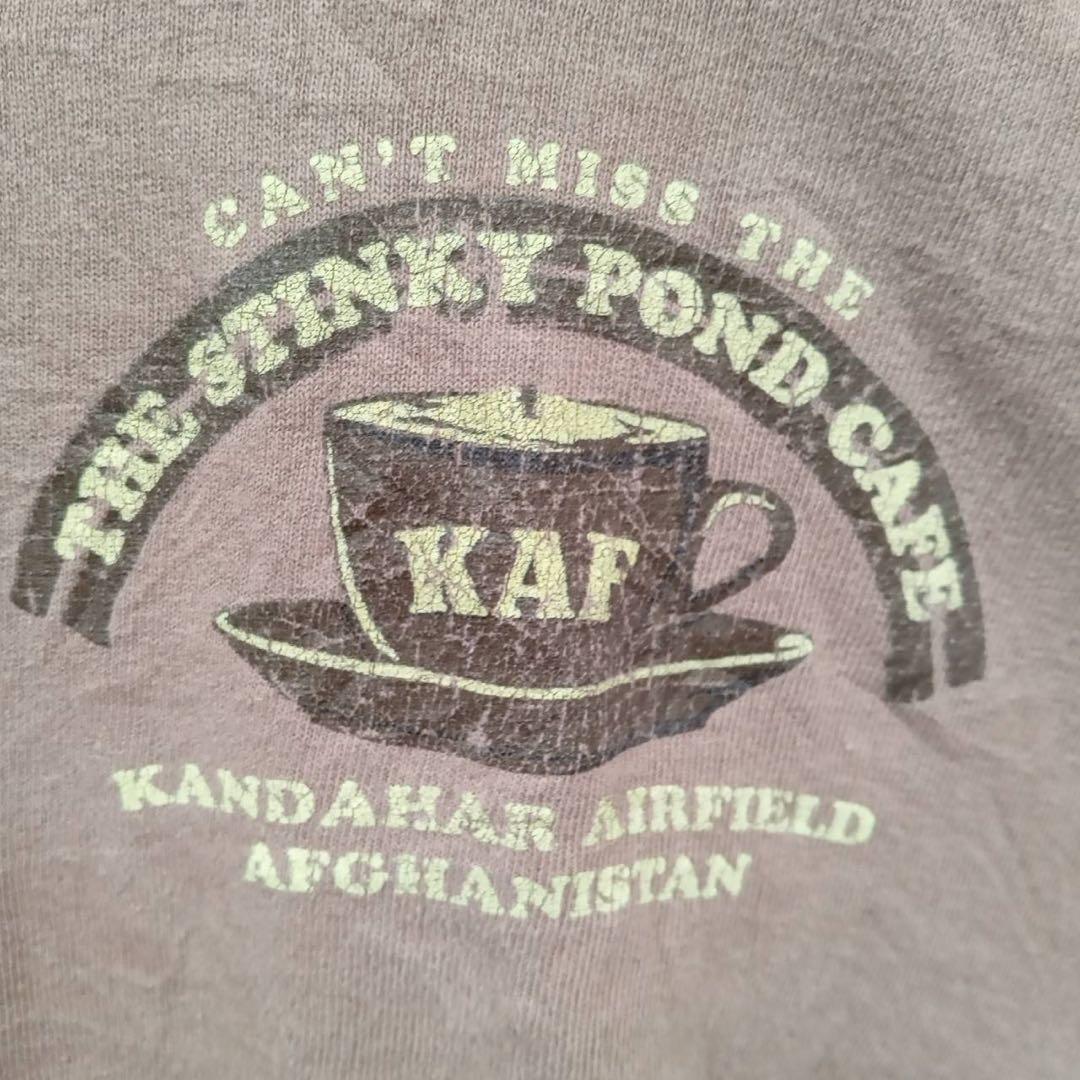 CAN'T MISS THE
THE STINKY POND CAFE
KAF
KANDAHAR AIRFIELD
AFGHANISTAN